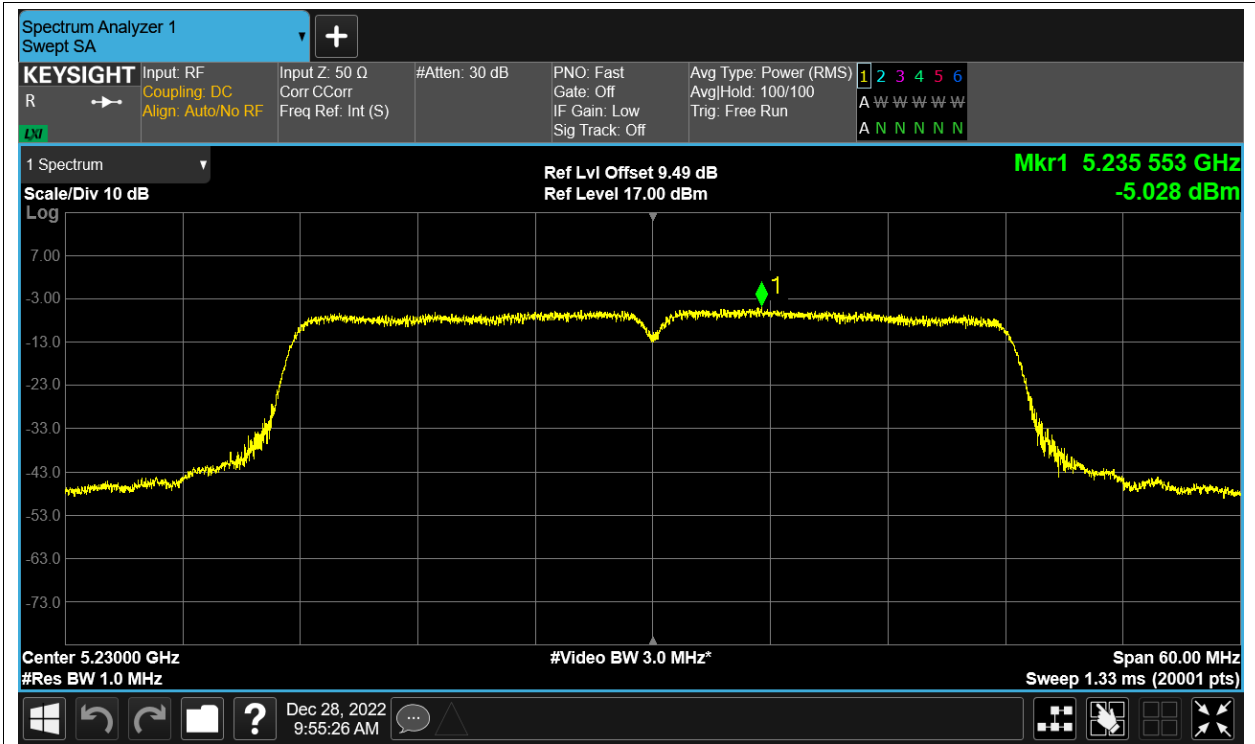 Spectrum Analyzer 1
Swept SA
KEYSIGHT
R
LXI
Input: RF
Coupling: DC
Align: Auto/No RF
Input Z: 50 Ω
Corr CCorr
Freq Ref: Int (S)
#Atten: 30 dB
PNO: Fast
Gate: Off
IF Gain: Low
Sig Track: Off
Avg Type: Power (RMS)
Avg|Hold: 100/100
Trig: Free Run
1 2 3 4 5 6
A W W W W W
A N N N N N
1 Spectrum
Scale/Div 10 dB
Log
Ref Lvl Offset 9.49 dB
Ref Level 17.00 dBm
Mkr1 5.235 553 GHz
-5.028 dBm
7.00
-3.00
1
-13.0
-23.0
-33.0
-43.0
-53.0
-63.0
-73.0
Center 5.23000 GHz
#Video BW 3.0 MHz*
Span 60.00 MHz
#Res BW 1.0 MHz
Sweep 1.33 ms (20001 pts)
?
Dec 28, 2022
9:55:26 AM